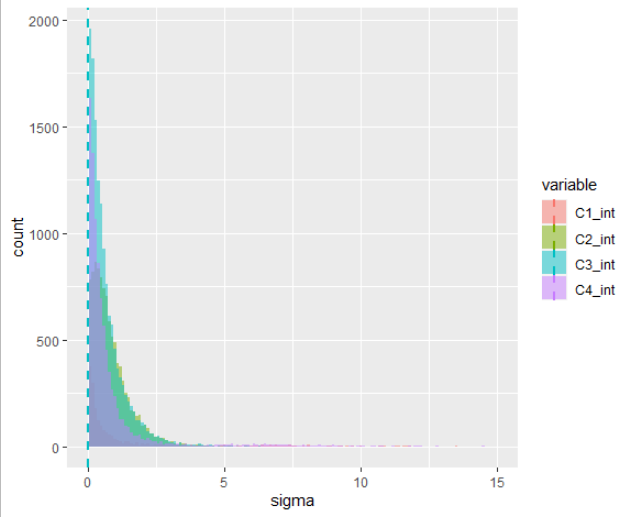 2000
1500
1000
500
0
count
0 5 10 15
sigma
variable
C1_int
C2_int
C3_int
C4_int